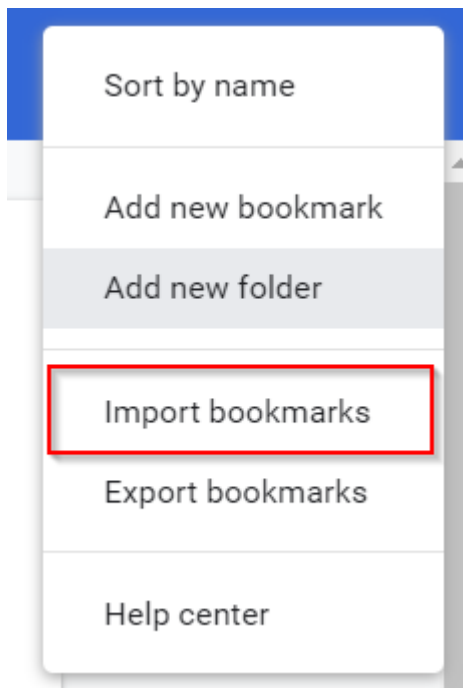 Sort by name
Add new bookmark
Add new folder
Import bookmarks
Export bookmarks
Help center